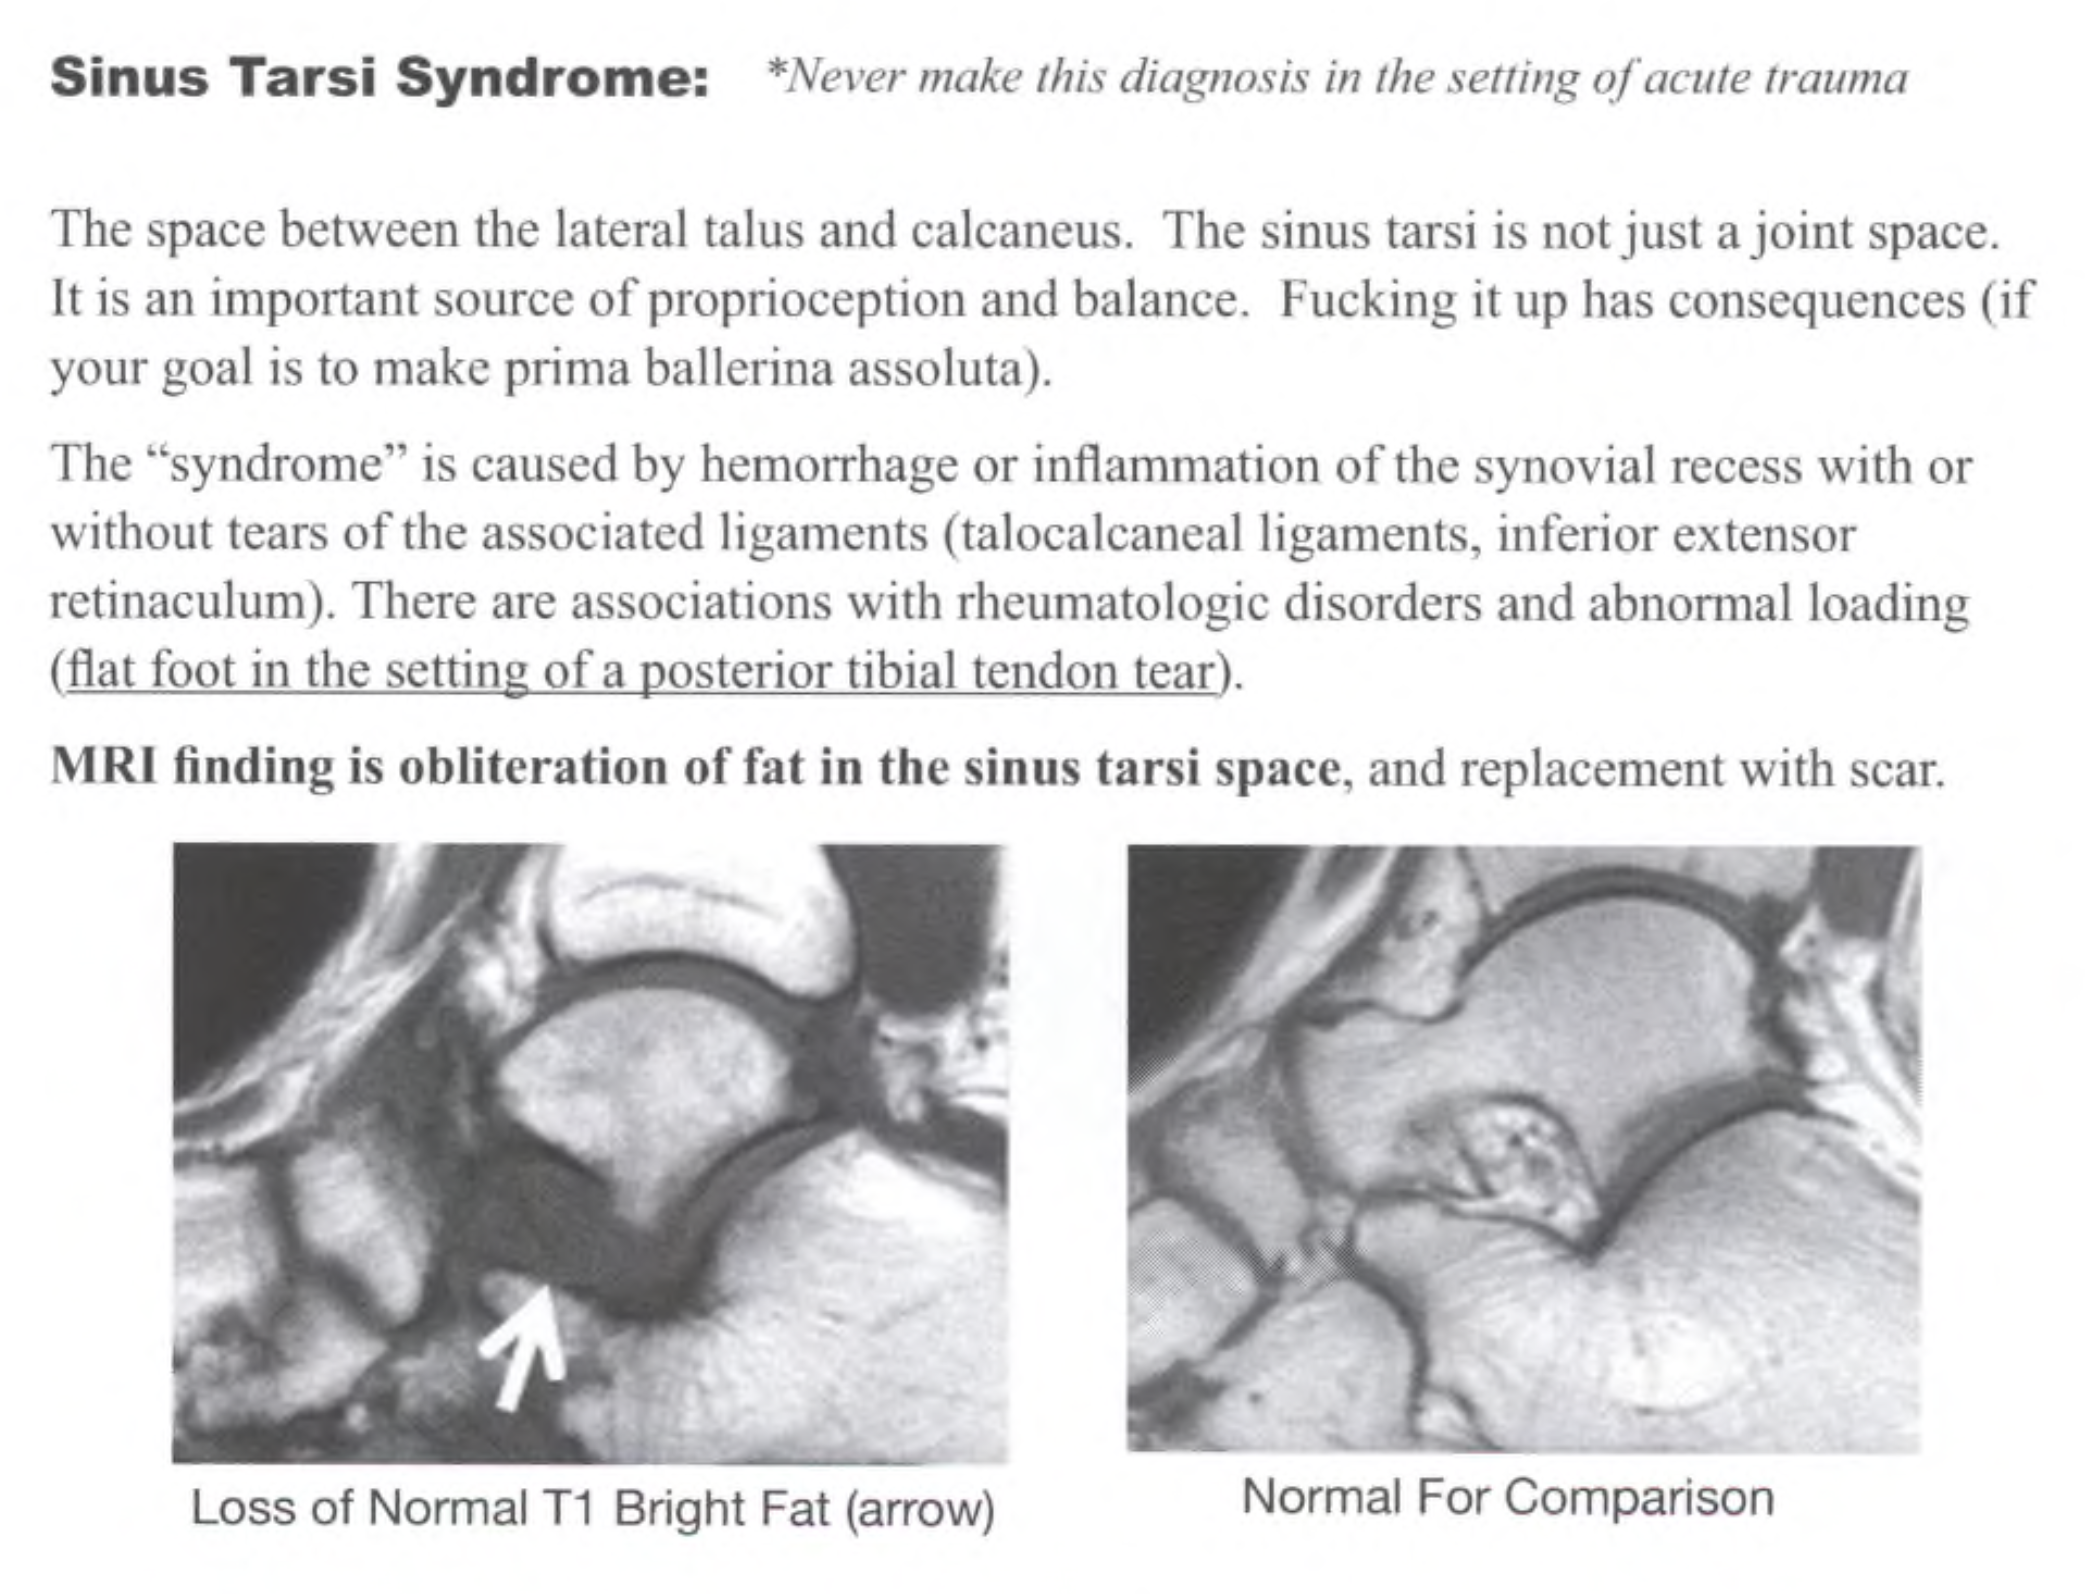 Sinus Tarsi Syndrome: *Never make this diagnosis in the setting of acute trauma
The space between the lateral talus and calcaneus. The sinus tarsi is not just a joint space.
It is an important source of proprioception and balance. Fucking it up has consequences (if
your goal is to make prima ballerina assoluta).
The “syndrome” is caused by hemorrhage or inflammation of the synovial recess with or
without tears of the associated ligaments (talocalcaneal ligaments, inferior extensor
retinaculum). There are associations with rheumatologic disorders and abnormal loading
(flat foot in the setting of a posterior tibial tendon tear).
MRI finding is obliteration of fat in the sinus tarsi space, and replacement with scar.
Loss of Normal T1 Bright Fat (arrow)
Normal For Comparison